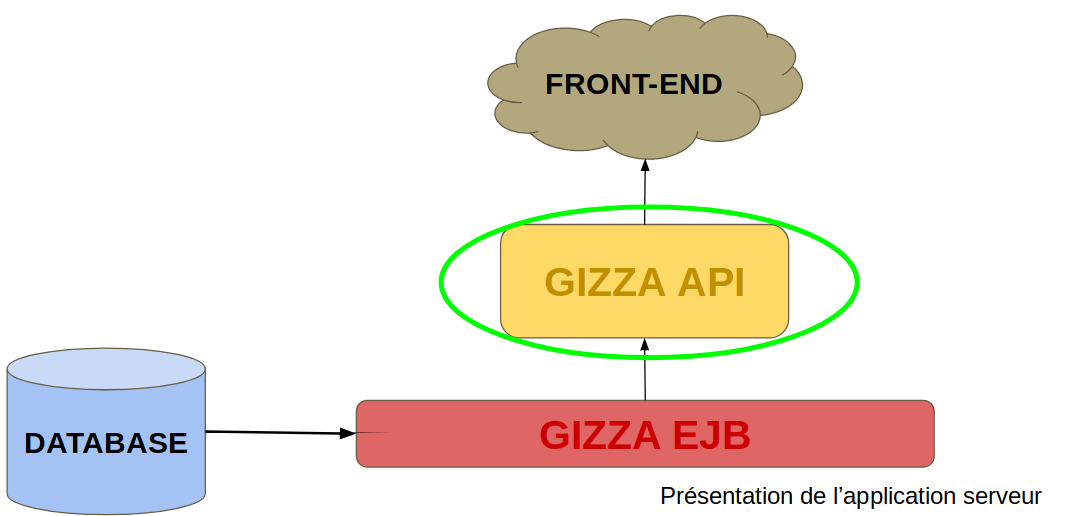 FRONT-END
GIZZA API
GIZZA EJB
DATABASE
Présentation de l’application serveur